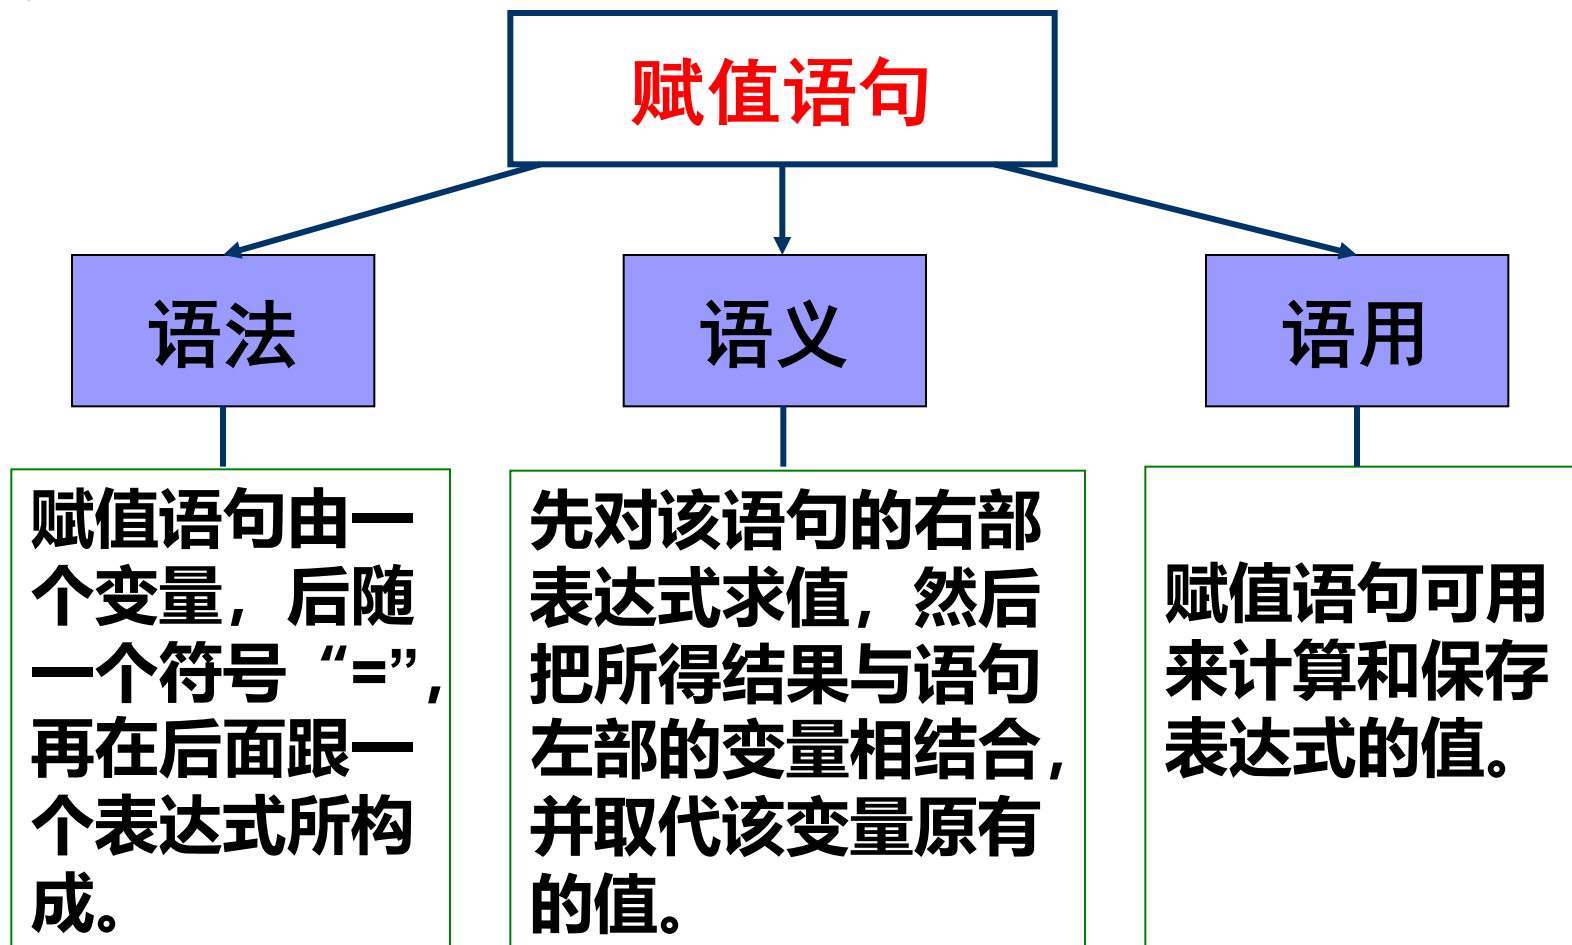 赋值语句
语法
语义
语用
赋值语句由一
个变量，后随
一个符号“=”，
再在后面跟一
个表达式所构
成。
先对该语句的右部
表达式求值，然后
把所得结果与语句
左部的变量相结合，
并取代该变量原有
的值。
赋值语句可用
来计算和保存
表达式的值。